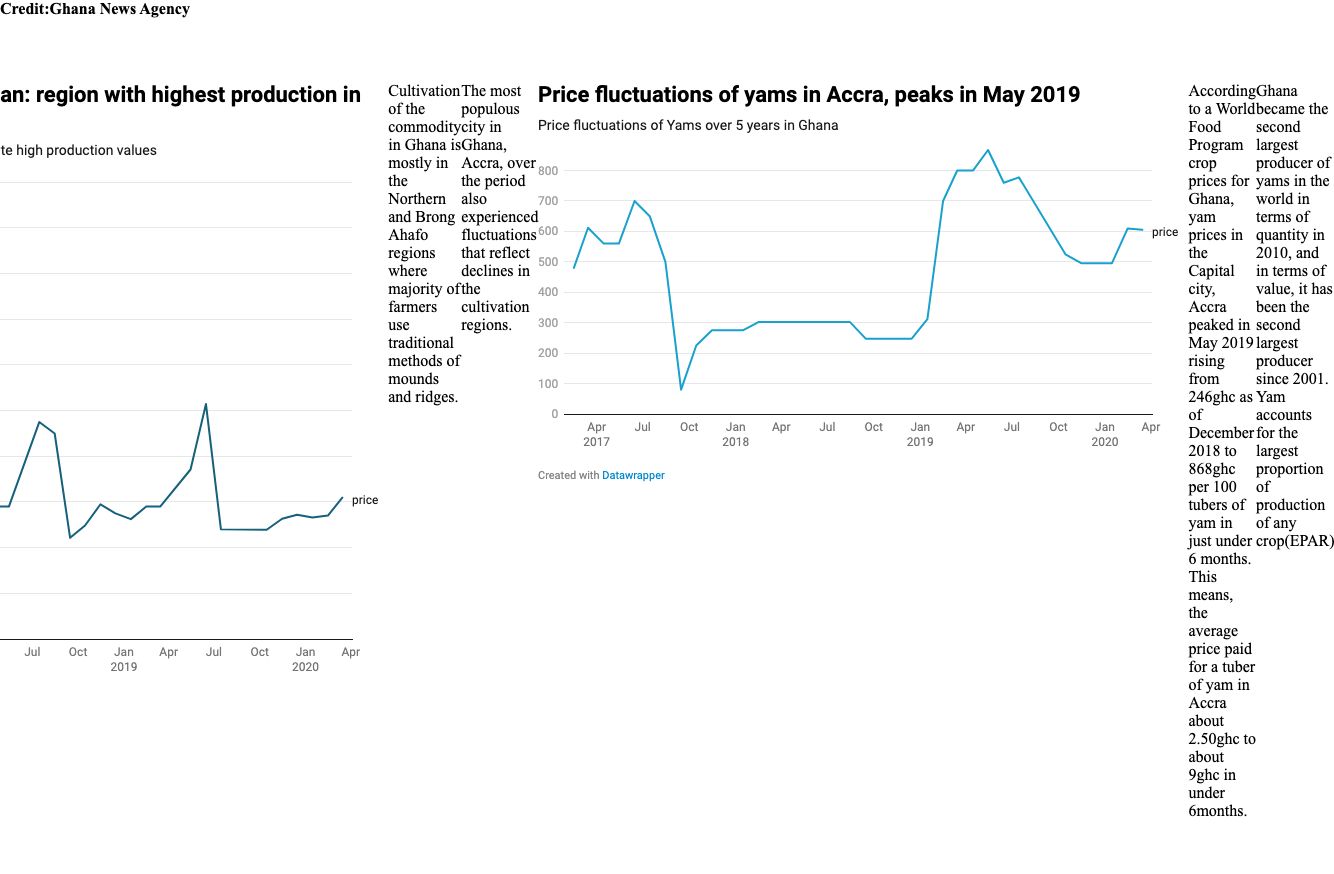 Credit:Ghana News Agency
an: region with highest production in
te high production values
Jul
Oct
Jan
2019
Apr
Jul
Oct
Jan
2020
Apr
price
Cultivation
of the
commodity
in Ghana is
mostly in
the
Northern
and Brong
Ahafo
regions
where
majority of
farmers
use
traditional
methods of
mounds
and ridges.
The most
populous
city in
Ghana,
Accra, over
the period
also
experienced
fluctuations
that reflect
declines in
the
cultivation
regions.
Price fluctuations of yams in Accra, peaks in May 2019
Price fluctuations of Yams over 5 years in Ghana
800
700
600
500
400
300
200
100
0
price
Apr
2017
Jul
Oct
Jan
2018
Apr
Jul
Oct
Jan
2019
Apr
Jul
Oct
Jan
2020
Apr
Created with Datawrapper
According
to a World
Food
Program
crop
prices for
Ghana,
yam
prices in
the
Capital
city,
Accra
peaked in
May 2019
rising
from
246ghc as
of
December
2018 to
868ghc
per 100
tubers of
yam in
just under
6 months.
This
means,
the
average
price paid
for a tuber
of yam in
Accra
about
2.50ghc to
about
9ghc in
under
6months.
Ghana
became the
second
largest
producer of
yams in the
world in
terms of
quantity in
2010, and
in terms of
value, it has
been the
second
largest
producer
since 2001.
Yam
accounts
for the
largest
proportion
of
production
of any
crop(EPAR)